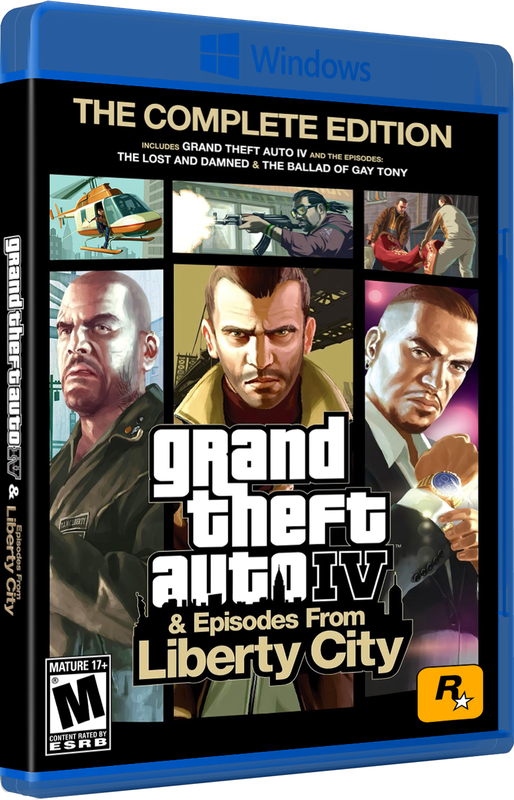 Windows
THE COMPLETE EDITION
INCLUDES GRAND THEFT AUTO IV AND THE EPISODES:
THE LOST AND DAMNED & THE BALLAD OF GAY TONY
grand theft auto IV
& Episodes From
Liberty City
grand
theft
auto IV
TM
& Episodes From
Liberty City
MATURE 17+
M
®
CONTENT RATED BY
ESRB
R